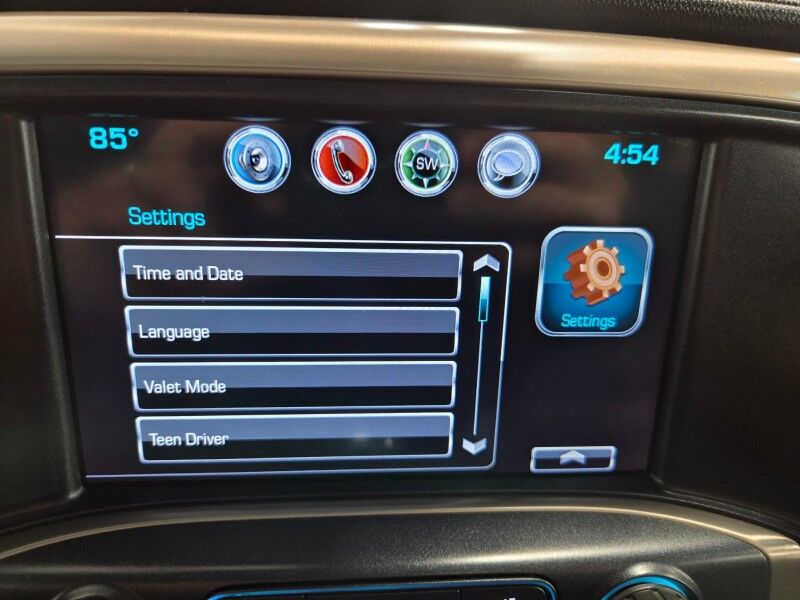 85°
SW
4:54
Settings
Time and Date
Language
Valet Mode
Teen Driver
Settings